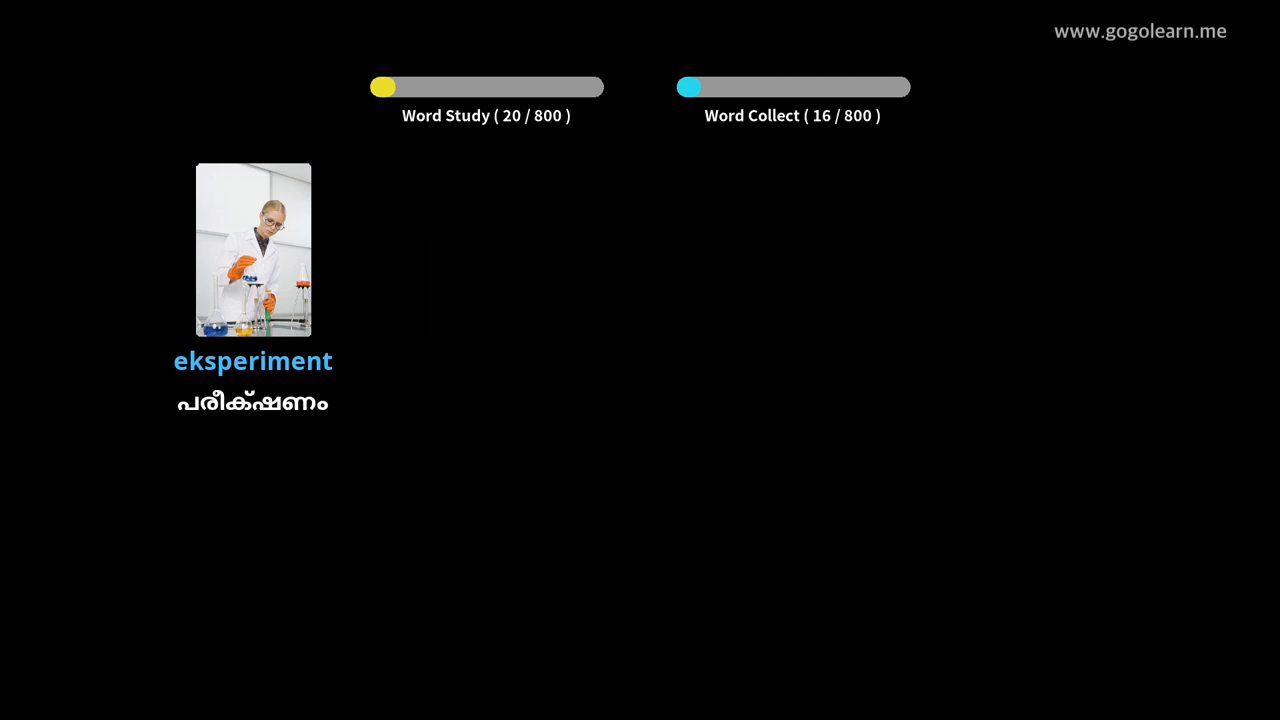 www.gogolearn.me
Word Study ( 20 / 800 )
Word Collect ( 16 / 800 )
eksperiment
പരീക്‌ഷണം